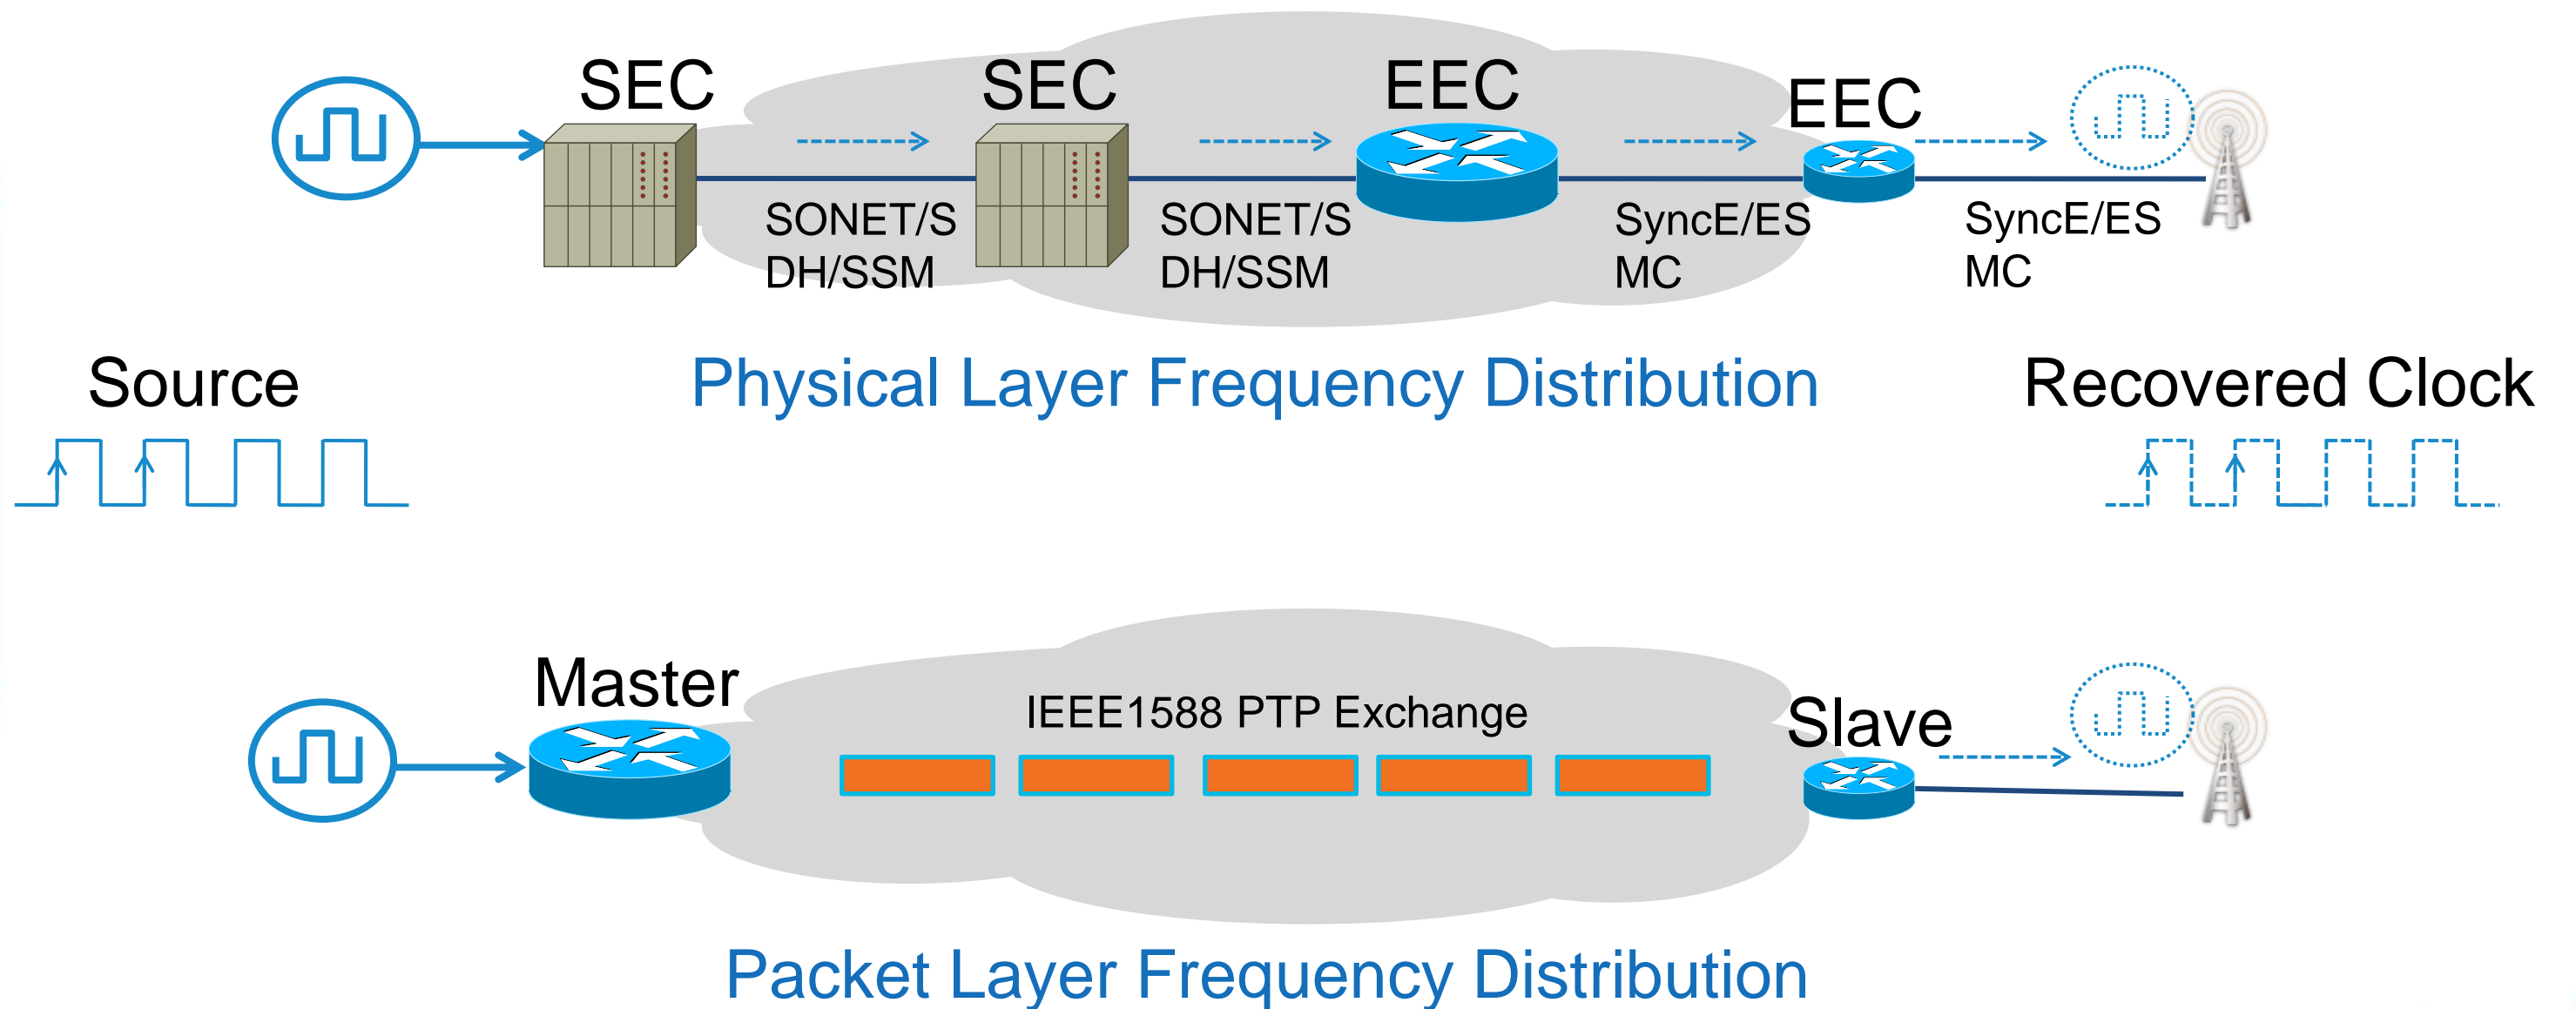 SEC
SEC
EEC
EEC
SONET/S
DH/SSM
SONET/S
DH/SSM
SyncE/ES
MC
SyncE/ES
MC
Source
Physical Layer Frequency Distribution
Recovered Clock
Master
IEEE1588 PTP Exchange
Slave
Packet Layer Frequency Distribution